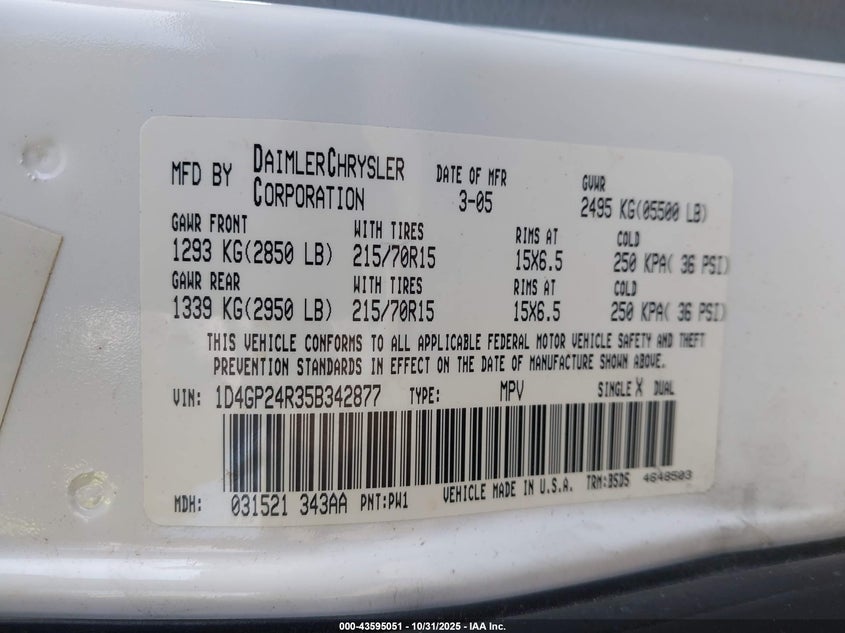 MFD BY DAIMLERCHRYSLER CORPORATION DATE OF MFR 3-05 GVWR 2495 KG(05500 LB)
GAWR FRONT WITH TIRES RIMS AT COLD
1293 KG(2850 LB) 215/70R15 15X6.5 250 KPA( 36 PSI)
GAWR REAR WITH TIRES RIMS AT COLD
1339 KG(2950 LB) 215/70R15 15X6.5 250 KPA( 36 PSI)
THIS VEHICLE CONFORMS TO ALL APPLICABLE FEDERAL MOTOR VEHICLE SAFETY AND THEFT
PREVENTION STANDARDS IN EFFECT ON THE DATE OF MANUFACTURE SHOWN ABOVE.
VIN: 1D4GP24R35B342877 TYPE: MPV SINGLE X DUAL
MDH: 031521 343AA PNT:PW1 VEHICLE MADE IN U.S.A. TRM:BSD5 4648503
000-43595051 - 10/31/2025 - IAA Inc.